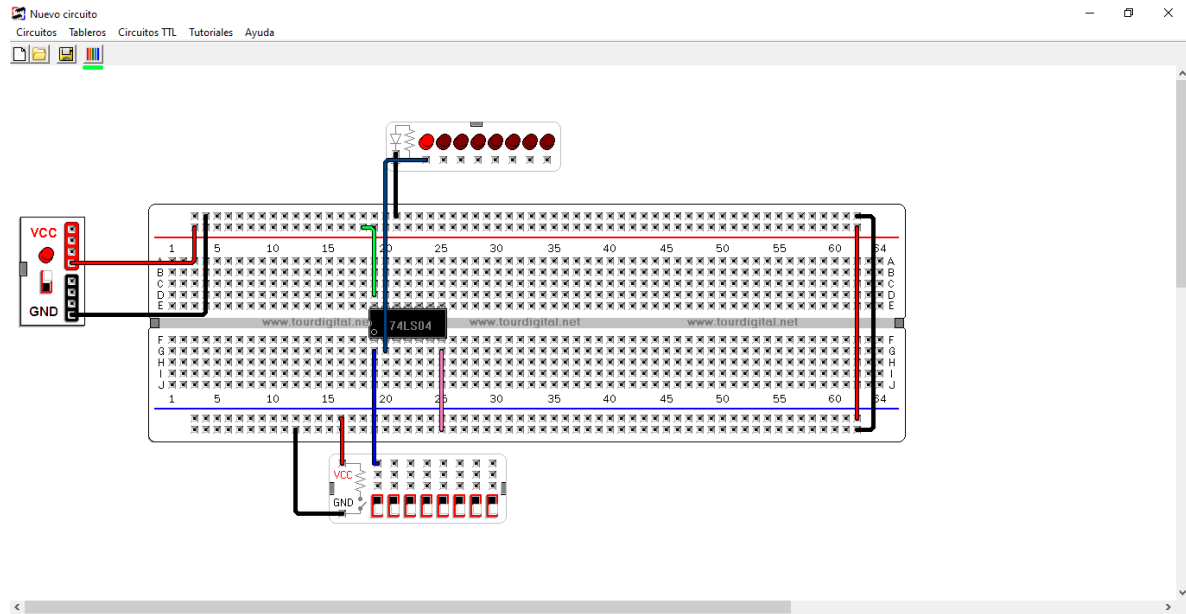 Nuevo circuito
Circuitos Tableros Circuitos TTL Tutoriales Ayuda
VCC
GND
1 5 10 15 20 25 30 35 40 45 50 55 60 64
A A
B B
C C
D D
E E
www.tourdigital.net www.tourdigital.net www.tourdigital.net
74LS04
F F
G G
H H
I I
J J
1 5 10 15 20 25 30 35 40 45 50 55 60 64
VCC
GND